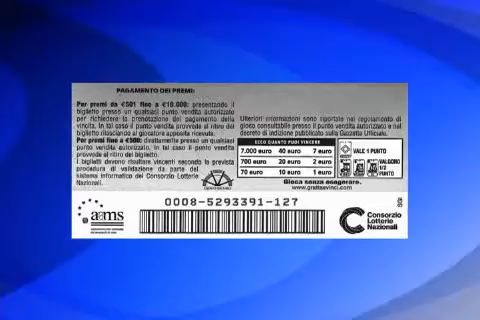 PAGAMENTO DEI PREMI:
Per premi da €501 fino a €10.000: presentando il
biglietto presso un qualsiasi punto vendita autorizzato
per richiedere la prenotazione del pagamento della
vincita. In tal caso il punto vendita provvede al ritiro del
biglietto rilasciando al giocatore apposita ricevuta.
Per premi fino a €500: direttamente presso un qualsiasi
punto vendita autorizzato. In tal caso il punto vendita
provvede al ritiro del biglietto.
I biglietti devono risultare vincenti secondo la prevista
procedura di validazione da parte del
sistema informatico del Consorzio Lotterie
Nazionali.
Ulteriori informazioni sono riportate nel regolamento di
gioco consultabile presso il punto vendita autorizzato e nel
decreto di indizione pubblicato sulla Gazzetta Ufficiale.
ECCO QUANTO PUOI VINCERE
7.000 euro 40 euro 7 euro
700 euro 20 euro 2 euro
70 euro 10 euro 1 euro
VALE 1 PUNTO
VALGONO
1/2
PUNTO
Gioca senza esagerare.
www.grattaevinci.com
0008-5293391-127
aams
Consorzio
Lotterie
Nazionali